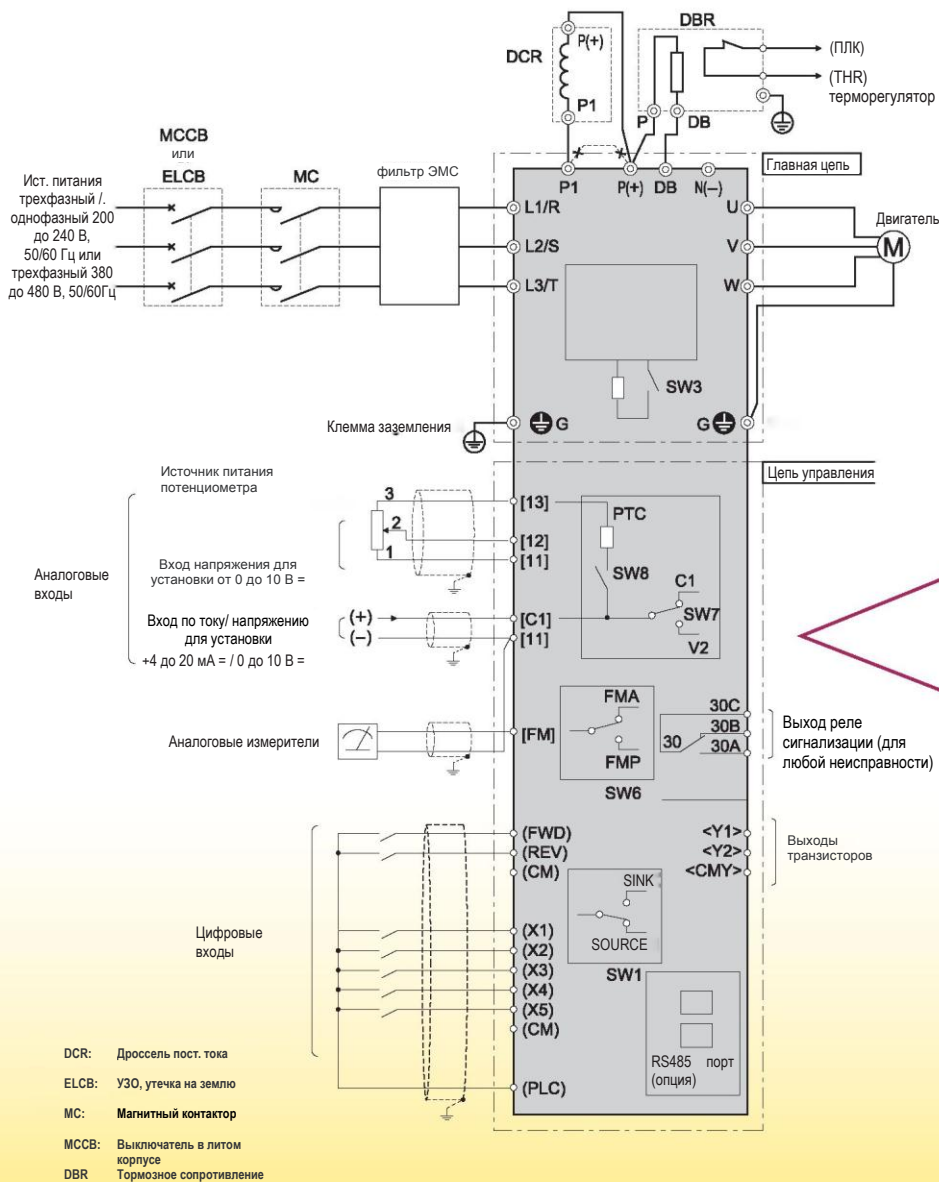 DBR
P(+)
DCR
(ПЛК)
(THR)
терморегулятор
P1
P
DB
MCCB
или
ELCB
MC
фильтр ЭМС
Главная цепь
P1
P(+)
DB
N(–)
Ист. питания
трехфазный /.
однофазный 200
до 240 В,
50/60 Гц или
трехфазный 380
до 480 В, 50/60Гц
L1/R
L2/S
L3/T
U
V
W
Двигатель
M
SW3
Клемма заземления
G
G
Цепь управления
Источник питания
потенциометра
3
2
1
[13]
[12]
[11]
PTC
SW8
C1
SW7
V2
Аналоговые
входы
Вход напряжения для
установки от 0 до 10 В =
Вход по току/ напряжению
для установки
+4 до 20 мА = / 0 до 10 В =
(+)
(–)
[C1]
[11]
Аналоговые измерители
[FM]
FMA
FMP
SW6
30C
30B
30
30A
Выход реле
сигнализации (для
любой неисправности)
(FWD)
(REV)
(CM)
<Y1>
<Y2>
<CMY>
Выходы
транзисторов
SINK
SOURCE
SW1
Цифровые
входы
(X1)
(X2)
(X3)
(X4)
(X5)
(CM)
(PLC)
RS485 порт
(опция)
DCR: Дроссель пост. тока
ELCB: УЗО, утечка на землю
MC: Магнитный контактор
MCCB: Выключатель в литом
корпусе
DBR Тормозное сопротивление